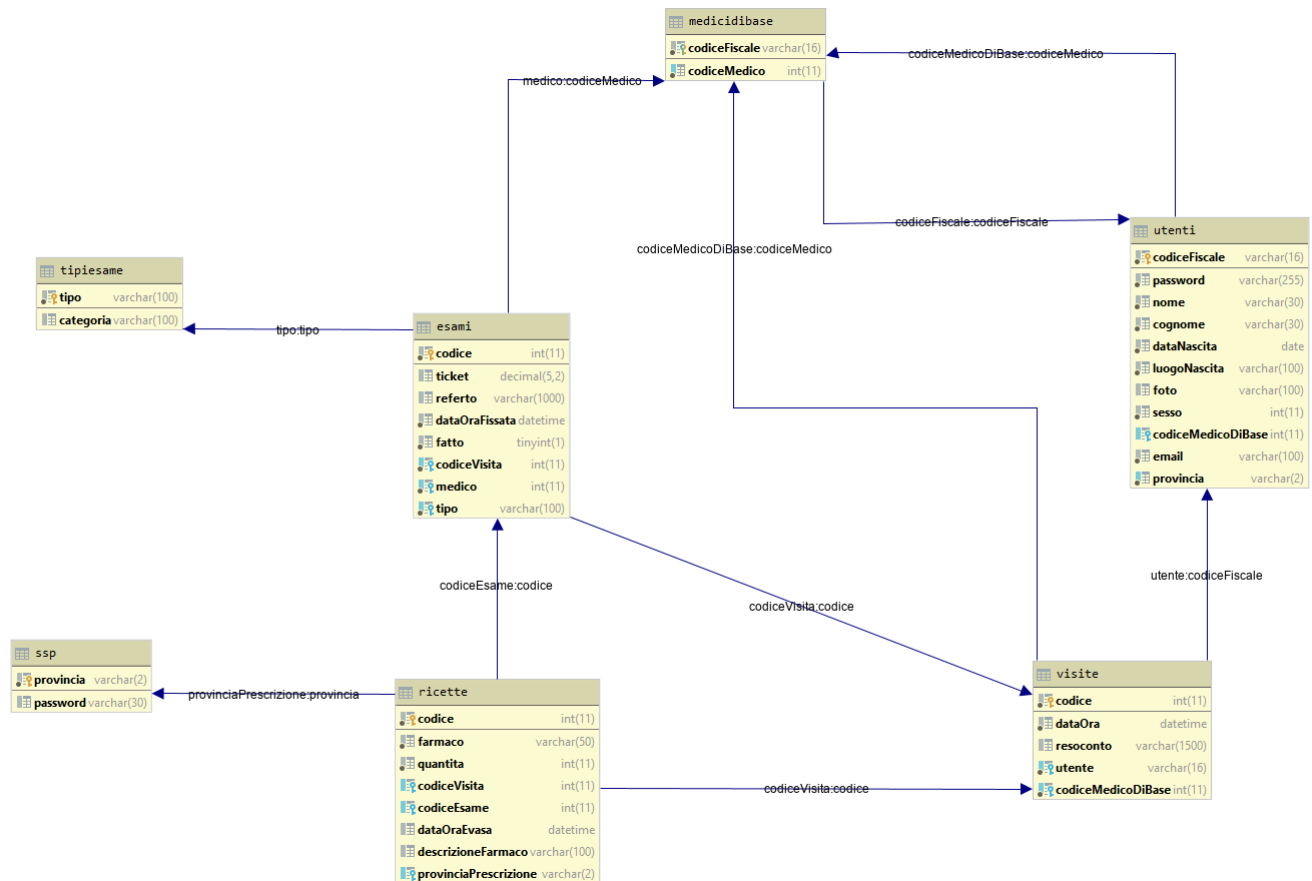 medicidibase
codiceFiscale varchar(16)
codiceMedico int(11)
codiceMedicoDiBase:codiceMedico
medico:codiceMedico
codiceFiscale:codiceFiscale
codiceMedicoDiBase:codiceMedico
utenti
codiceFiscale varchar(16)
password varchar(255)
nome varchar(30)
cognome varchar(30)
dataNascita date
luogoNascita varchar(100)
foto varchar(100)
sesso int(11)
codiceMedicoDiBase int(11)
email varchar(100)
provincia varchar(2)
tipiesame
tipo varchar(100)
categoria varchar(100)
tipo:tipo
esami
codice int(11)
ticket decimal(5,2)
referto varchar(1000)
dataOraFissata datetime
fatto tinyint(1)
codiceVisita int(11)
medico int(11)
tipo varchar(100)
codiceEsame:codice
codiceVisita:codice
utente:codiceFiscale
ssp
provincia varchar(2)
password varchar(30)
provinciaPrescrizione:provincia
ricette
codice int(11)
farmaco varchar(50)
quantita int(11)
codiceVisita int(11)
codiceEsame int(11)
dataOraEvasa datetime
descrizioneFarmaco varchar(100)
provinciaPrescrizione varchar(2)
codiceVisita:codice
visite
codice int(11)
dataOra datetime
resoconto varchar(1500)
utente varchar(16)
codiceMedicoDiBase int(11)